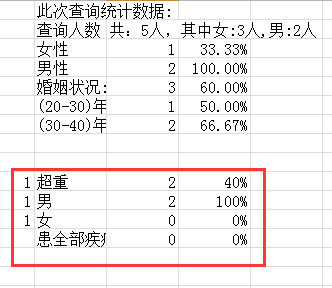 此次查询统计数据:
查询人数 共: 5人, 其中女:3人,男:2人
女性 1 33.33%
男性 2 100.00%
婚姻状况: 3 60.00%
(20-30)年 1 50.00%
(30-40)年 2 66.67%
1 超重 2 40%
1 男 2 100%
1 女 0 0%
患全部疾 0 0%